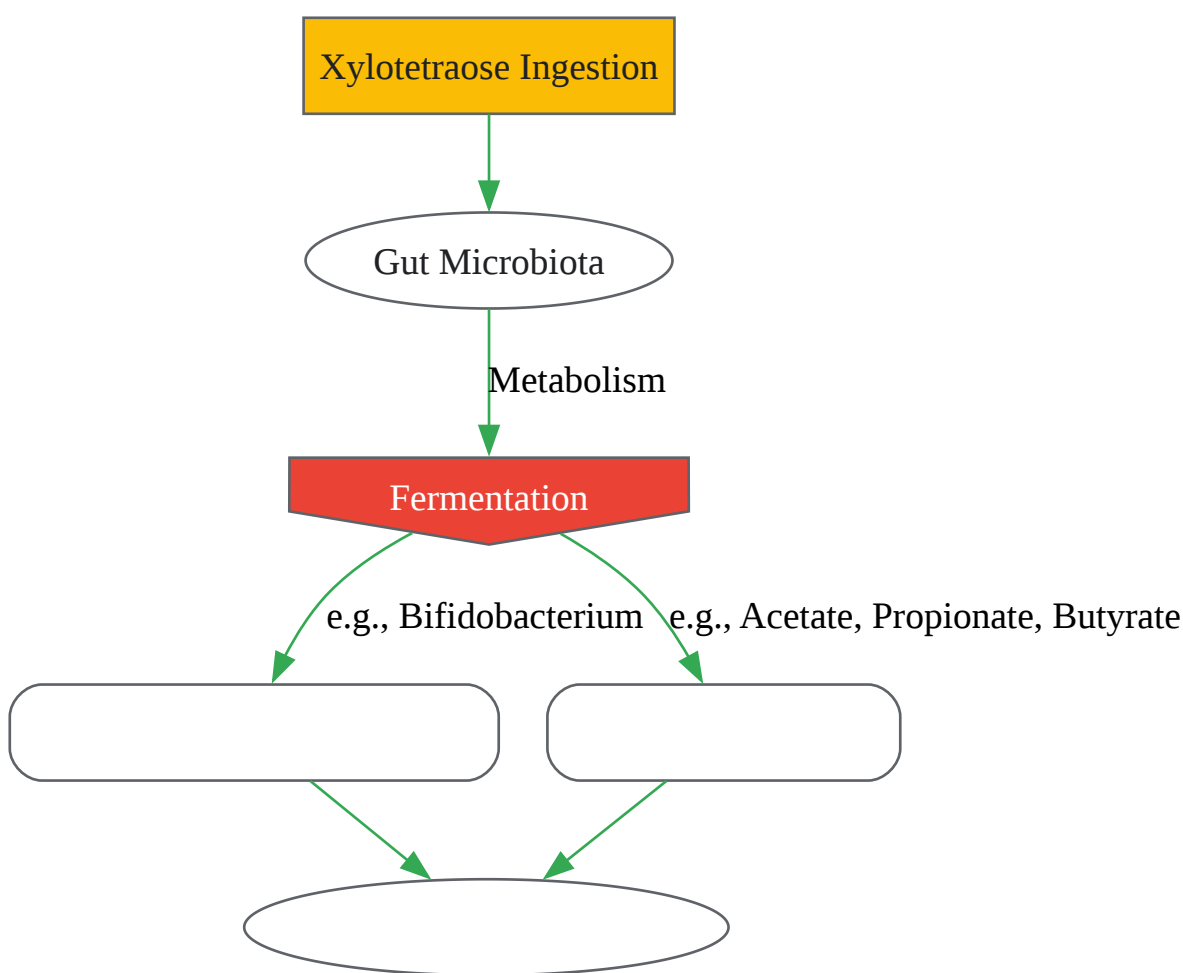 Xylotetraose Ingestion
Gut Microbiota
Metabolism
Fermentation
e.g., Bifidobacterium
e.g., Acetate, Propionate, Butyrate